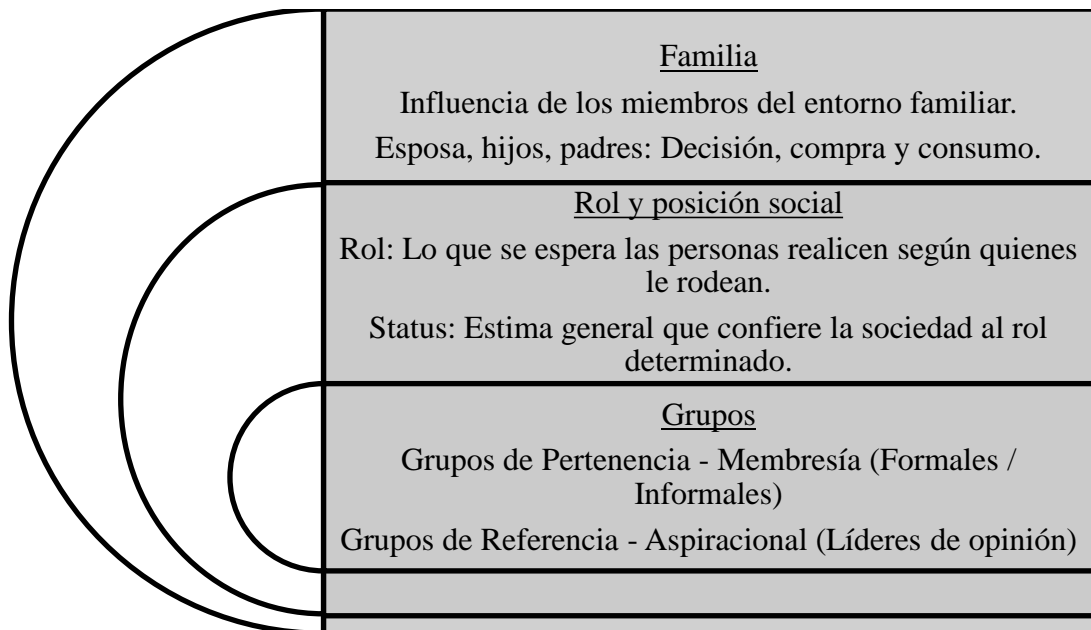 Familia
Influencia de los miembros del entorno familiar.
Esposa, hijos, padres: Decisión, compra y consumo.
Rol y posición social
Rol: Lo que se espera las personas realicen según quienes
le rodean.
Status: Estima general que confiere la sociedad al rol
determinado.
Grupos
Grupos de Pertenencia - Membresía (Formales /
Informales)
Grupos de Referencia - Aspiracional (Líderes de opinión)